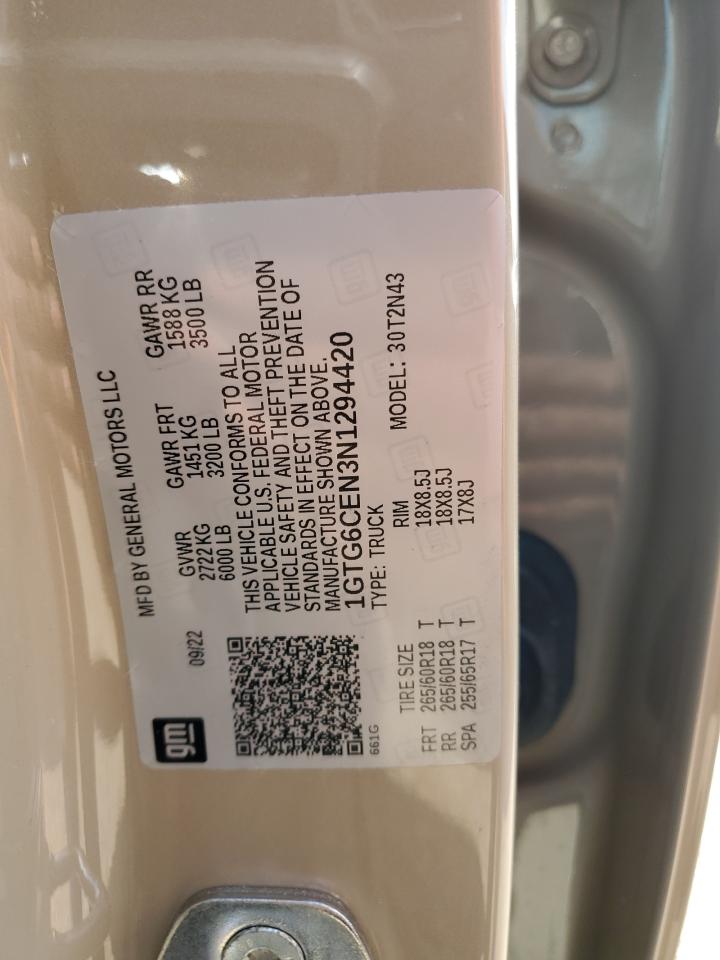 gm
09/22
MFD BY GENERAL MOTORS LLC
GVWR GAWR FRT GAWR RR
2722 KG 1451 KG 1588 KG
6000 LB 3200 LB 3500 LB
THIS VEHICLE CONFORMS TO ALL
APPLICABLE U.S. FEDERAL MOTOR
VEHICLE SAFETY AND THEFT PREVENTION
STANDARDS IN EFFECT ON THE DATE OF
MANUFACTURE SHOWN ABOVE.
1GTG6CEN3N1294420
661G
TYPE: TRUCK MODEL: 30T2N43
TIRE SIZE RIM
FRT 265/60R18 T 18X8.5J
RR 265/60R18 T 18X8.5J
SPA 255/65R17 T 17X8J